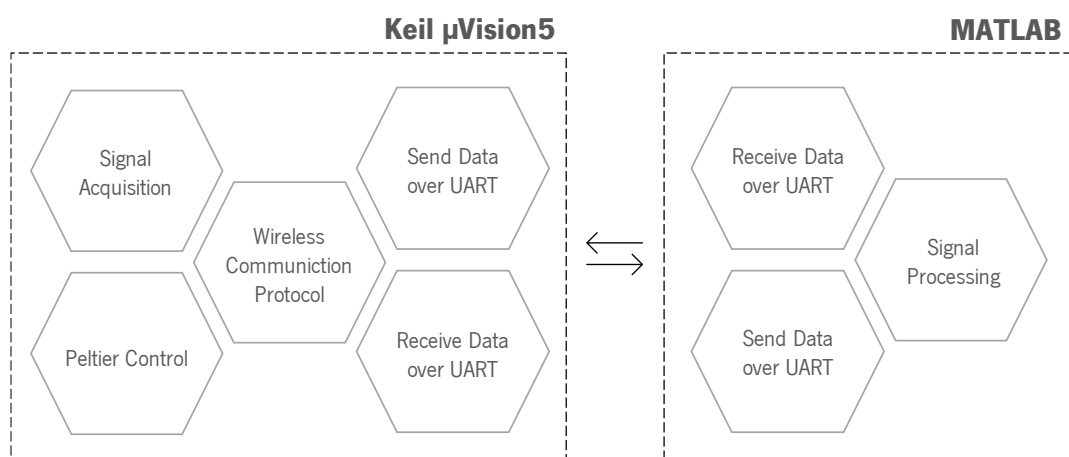 Keil µVision5
Signal
Acquisition
Send Data
over UART
Wireless
Communiction
Protocol
Peltier Control
Receive Data
over UART
MATLAB
Receive Data
over UART
Signal
Processing
Send Data
over UART